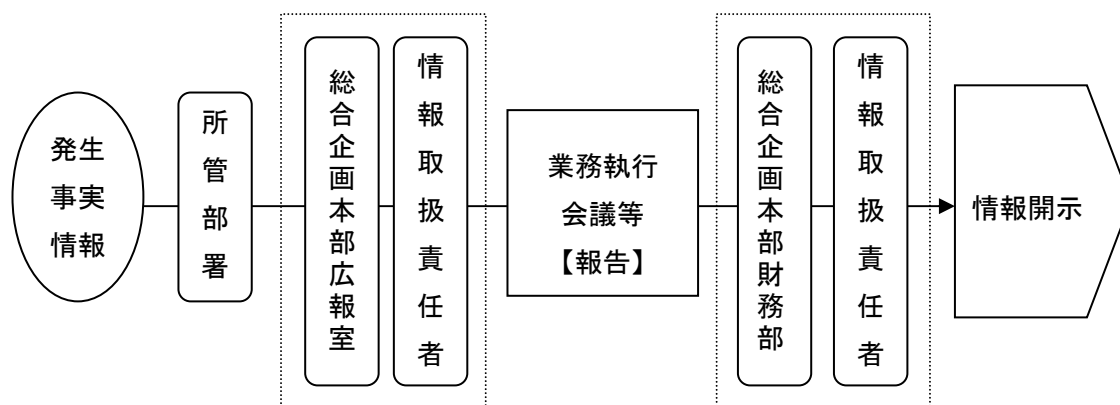 発生
事実
情報
所管部署
総合企画本部広報室
情報取扱責任者
業務執行
会議等
【報告】
総合企画本部財務部
情報取扱責任者
情報開示